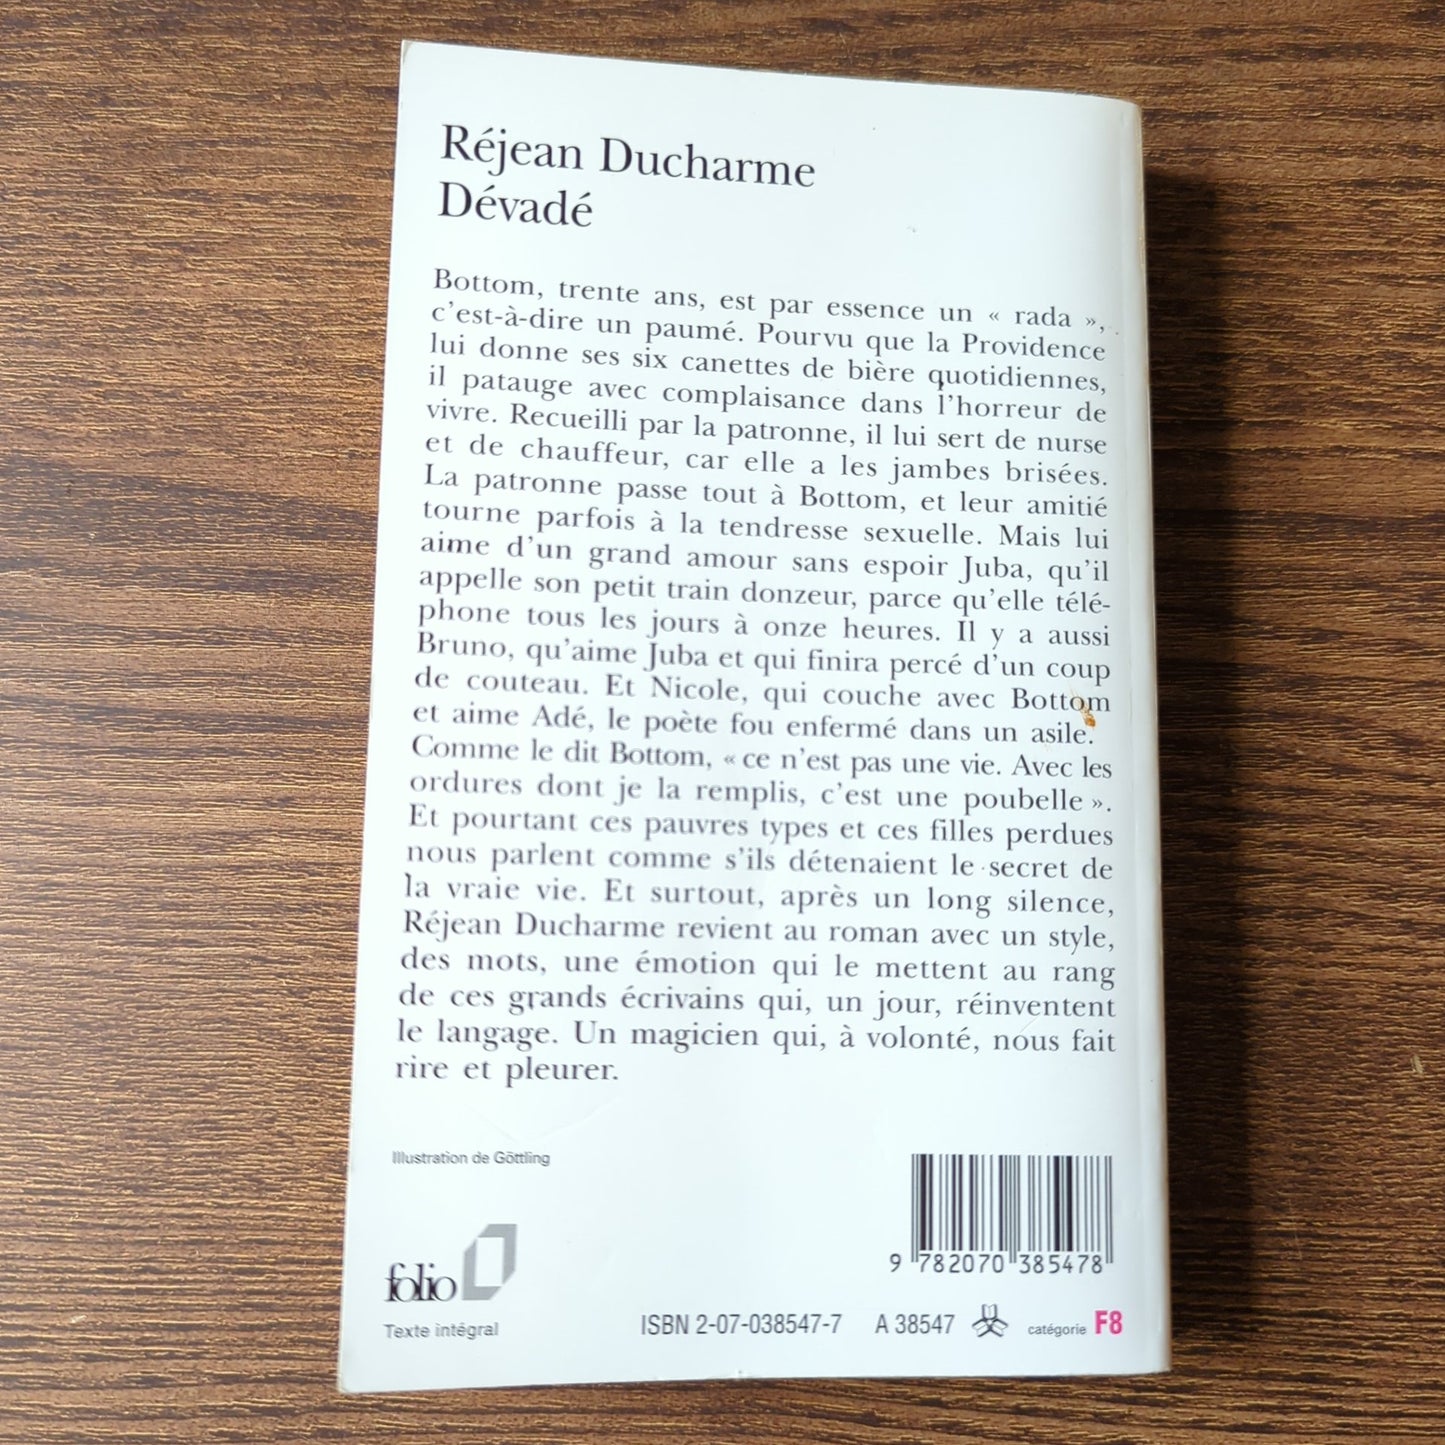 Réjean Ducharme
Dévadé
Bottom, trente ans, est par essence un « rada »,
c'est-à-dire un paumé. Pourvu que la Providence
lui donne ses six canettes de bière quotidiennes,
il patauge avec complaisance dans l'horreur de
vivre. Recueilli par la patronne, il lui sert de nurse
et de chauffeur, car elle a les jambes brisées.
La patronne passe tout à Bottom, et leur amitié
tourne parfois à la tendresse sexuelle. Mais lui
aime d'un grand amour sans espoir Juba, qu'il
appelle son petit train donzeur, parce qu'elle télé-
phone tous les jours à onze heures. Il y a aussi
Bruno, qu'aime Juba et qui finira percé d'un coup
de couteau. Et Nicole, qui couche avec Bottom
et aime Adé, le poète fou enfermé dans un asile.
Comme le dit Bottom, « ce n'est pas une vie. Avec les
ordures dont je la remplis, c'est une poubelle ».
Et pourtant ces pauvres types et ces filles perdues
nous parlent comme s'ils détenaient le secret de
la vraie vie. Et surtout, après un long silence,
Réjean Ducharme revient au roman avec un style,
des mots, une émotion qui le mettent au rang
de ces grands écrivains qui, un jour, réinventent
le langage. Un magicien qui, à volonté, nous fait
rire et pleurer.
Illustration de Göttling
9 782070 385478
folio
Texte intégral
ISBN 2-07-038547-7 A 38547 catégorie F8